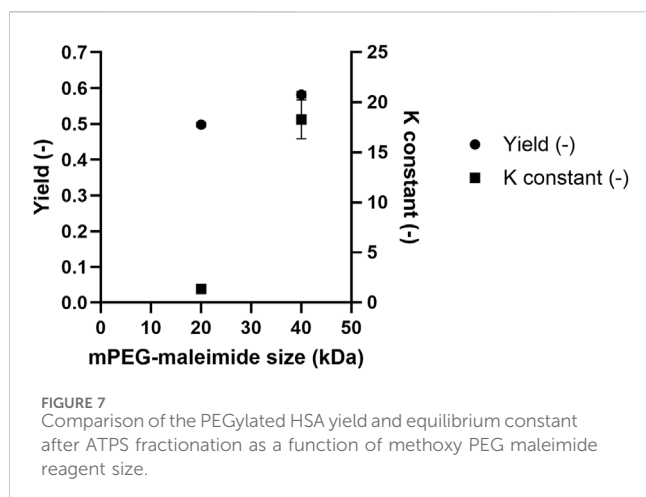 0.7
0.6
0.5
0.4
0.3
0.2
0.1
0.0
Yield (-)
0 10 20 30 40 50
mPEG-maleimide size (kDa)
25
20
15
10
5
0
K constant (-)
Yield (-)
K constant (-)
FIGURE 7
Comparison of the PEGylated HSA yield and equilibrium constant
after ATPS fractionation as a function of methoxy PEG maleimide
reagent size.